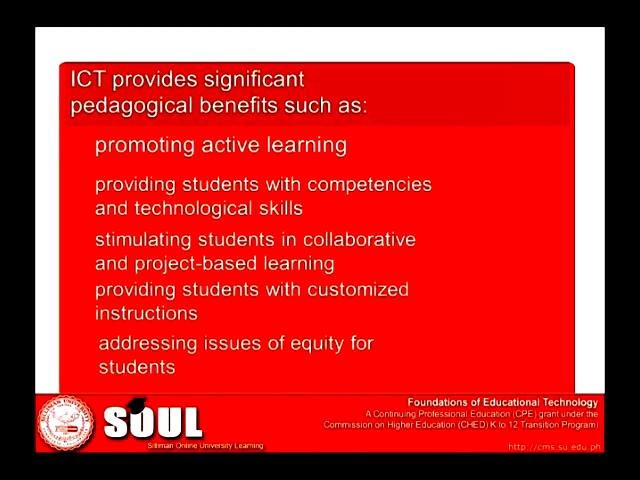 ICT provides significant
pedagogical benefits such as:
promoting active learning
providing students with competencies
and technological skills
stimulating students in collaborative
and project-based learning
providing students with customized
instructions
addressing issues of equity for
students
SOUL
Silliman Online University Learning
Foundations of Educational Technology
A Continuing Professional Education (CPE) grant under the
Commission on Higher Education (CHED) K to 12 Transition Program)
http://cms.su.edu.ph